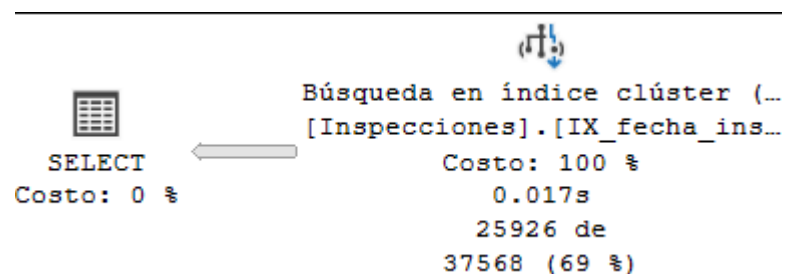 SELECT
Costo: 0 %
Búsqueda en índice clúster (…
[Inspecciones].[IX_fecha_ins…
Costo: 100 %
0.017s
25926 de
37568 (69 %)